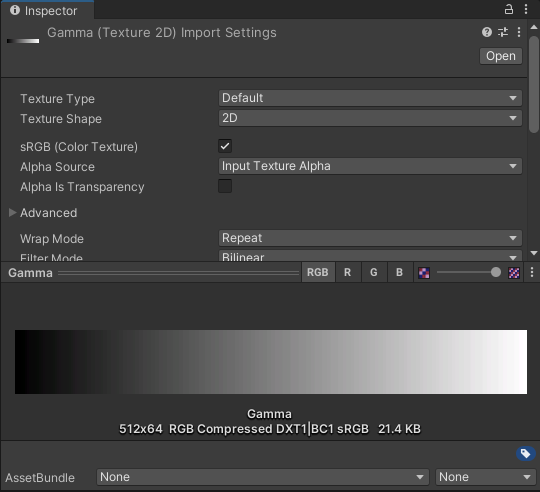 Inspector
Gamma (Texture 2D) Import Settings
Open
Texture Type Default
Texture Shape 2D
sRGB (Color Texture)
Alpha Source Input Texture Alpha
Alpha Is Transparency
Advanced
Wrap Mode Repeat
Filter Mode Bilinear
Gamma RGB R G B
Gamma
512x64 RGB Compressed DXT1|BC1 sRGB 21.4 KB
AssetBundle None None